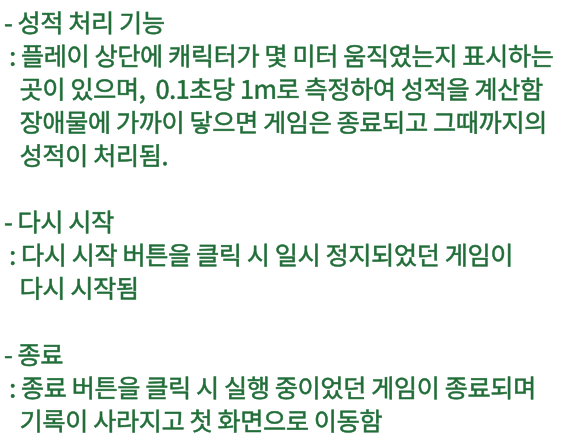 - 성적 처리 기능
: 플레이 상단에 캐릭터가 몇 미터 움직였는지 표시하는
곳이 있으며, 0.1초당 1m로 측정하여 성적을 계산함
장애물에 가까이 닿으면 게임은 종료되고 그때까지의
성적이 처리됨.
- 다시 시작
: 다시 시작 버튼을 클릭 시 일시 정지되었던 게임이
다시 시작됨
- 종료
: 종료 버튼을 클릭 시 실행 중이었던 게임이 종료되며
기록이 사라지고 첫 화면으로 이동함